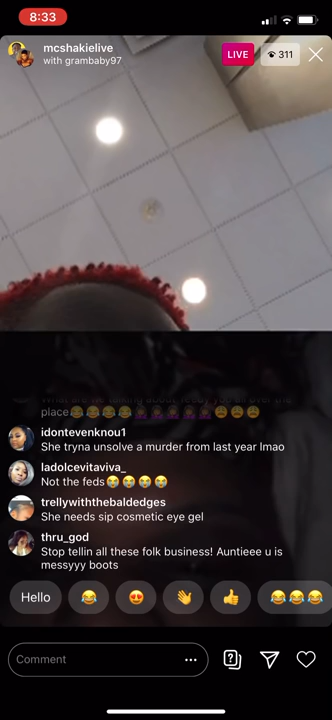 8:33
mcshakielive
with grambaby97
LIVE
311
place😂😂😂😂🤦🏾‍♀️🤦🏾‍♀️🤦🏾‍♀️🤦🏾‍♀️🤦🏾‍♀️😩😩😩
idontevenknou1
She tryna unsolve a murder from last year lmao
ladolcevitaviva_
Not the feds😭😭😭😭
trellywiththebaldedges
She needs sip cosmetic eye gel
thru_god
Stop tellin all these folk business! Auntieee u is
messyyy boots
Hello 😂 😍 👋 👍 😂😂😂
Comment